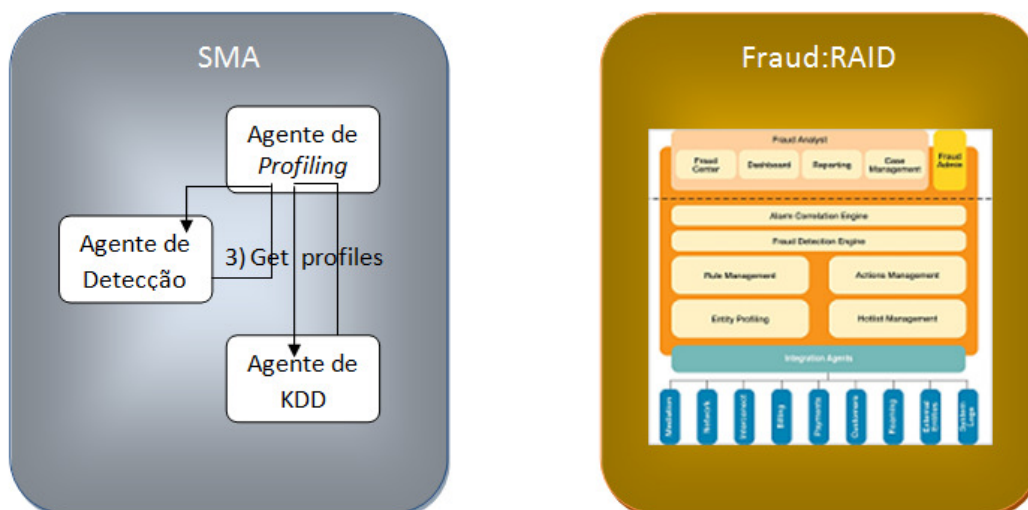 SMA
Agente de
Profiling
Agente de
Detecção
3) Get profiles
Agente de
KDD
Fraud:RAID
Fraud Analyst
Fraud
Center
Dashboard
Reporting
Case
Management
Fraud
Admin
Alarm Correlation Engine
Fraud Detection Engine
Rule Management
Actions Management
Entity Profiling
Hotlist Management
Integration Agents
Mediation
Network
Interconnect
Billing
Payments
Customers
Roaming
External
Entities
System
Logs